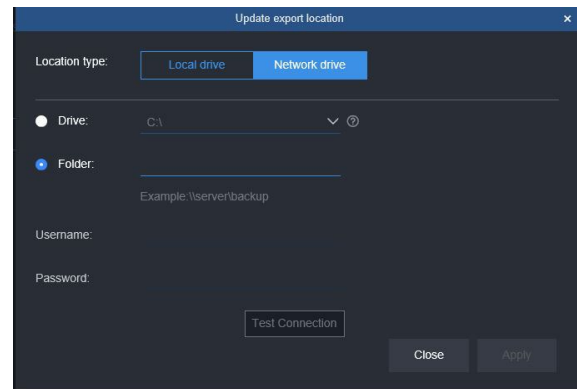 Update export location
Location type:
Local drive
Network drive
Drive:
C:\
Folder:
Example:\\server\backup
Username:
Password:
Test Connection
Close
Apply